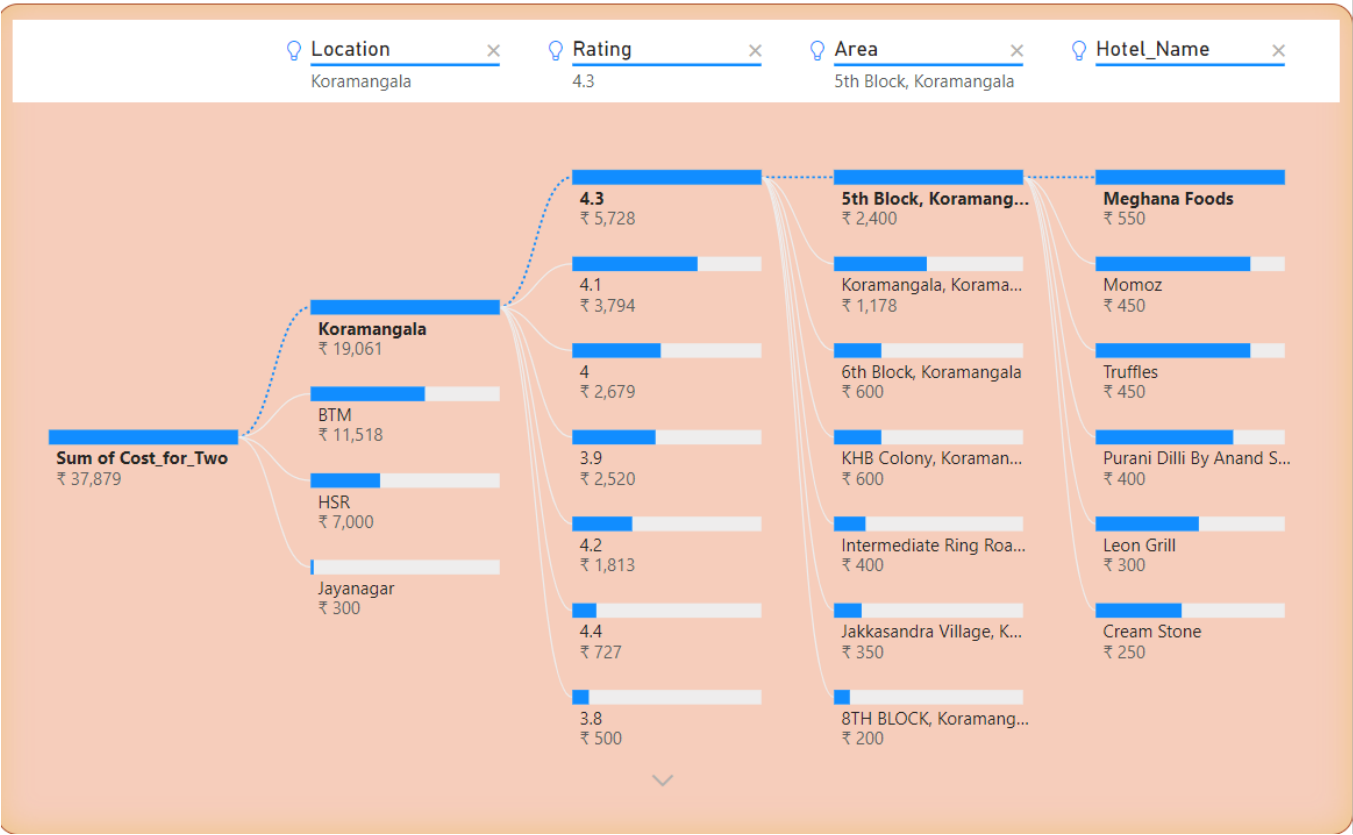 Location
Koramangala
Rating
4.3
Area
5th Block, Koramangala
Hotel_Name
Sum of Cost_for_Two
₹ 37,879
Koramangala
₹ 19,061
BTM
₹ 11,518
HSR
₹ 7,000
Jayanagar
₹ 300
4.3
₹ 5,728
4.1
₹ 3,794
4
₹ 2,679
3.9
₹ 2,520
4.2
₹ 1,813
4.4
₹ 727
3.8
₹ 500
5th Block, Koramang...
₹ 2,400
Koramangala, Korama...
₹ 1,178
6th Block, Koramangala
₹ 600
KHB Colony, Koraman...
₹ 600
Intermediate Ring Roa...
₹ 400
Jakkasandra Village, K...
₹ 350
8TH BLOCK, Koramang...
₹ 200
Meghana Foods
₹ 550
Momoz
₹ 450
Truffles
₹ 450
Purani Dilli By Anand S...
₹ 400
Leon Grill
₹ 300
Cream Stone
₹ 250